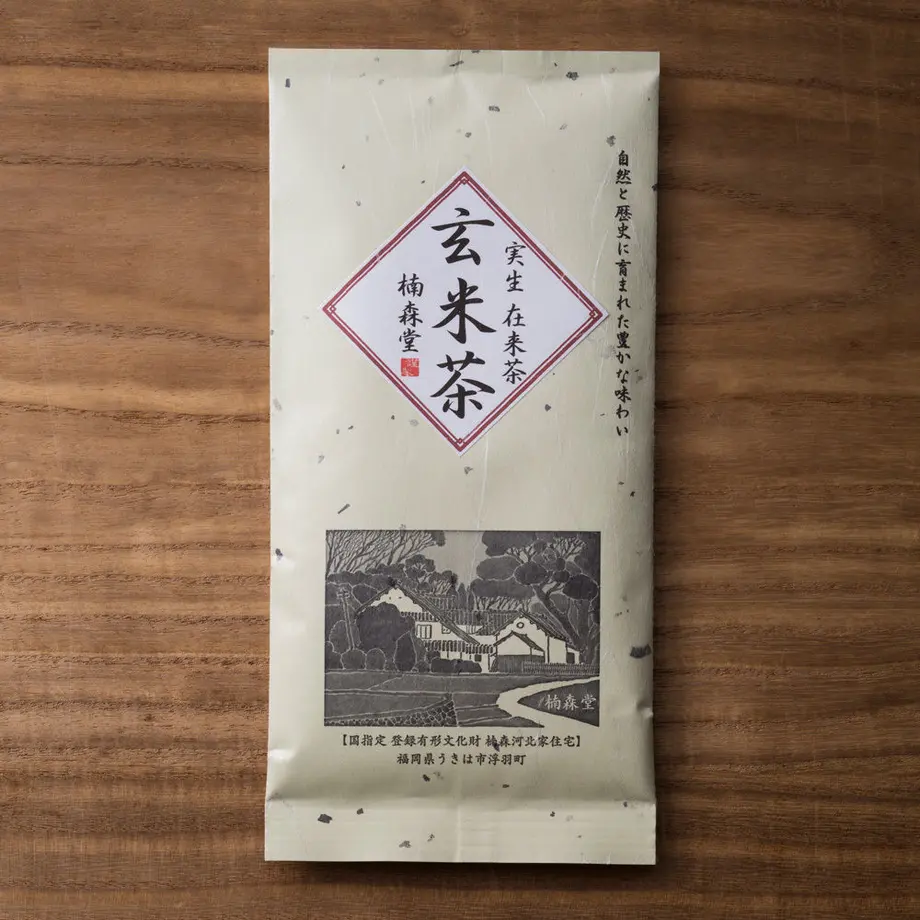 自然と歴史に育まれた豊かな味わい
実生 在来茶
玄米茶
楠森堂
楠森堂
【国指定 登録有形文化財 楠森河北家住宅】
福岡県うきは市浮羽町